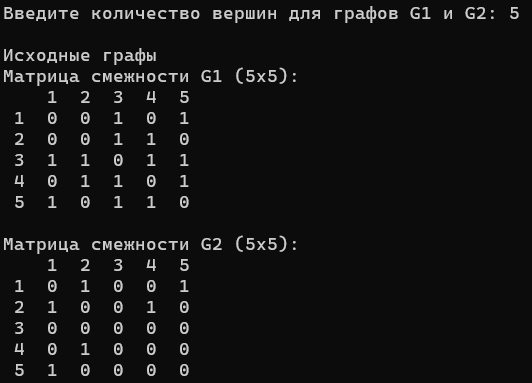 Введите количество вершин для графов G1 и G2: 5
Исходные графы
Матрица смежности G1 (5x5):
1 2 3 4 5
1 0 0 1 0 1
2 0 0 1 1 0
3 1 1 0 1 1
4 0 1 1 0 1
5 1 0 1 1 0
Матрица смежности G2 (5x5):
1 2 3 4 5
1 0 1 0 0 1
2 1 0 0 1 0
3 0 0 0 0 0
4 0 1 0 0 0
5 1 0 0 0 0